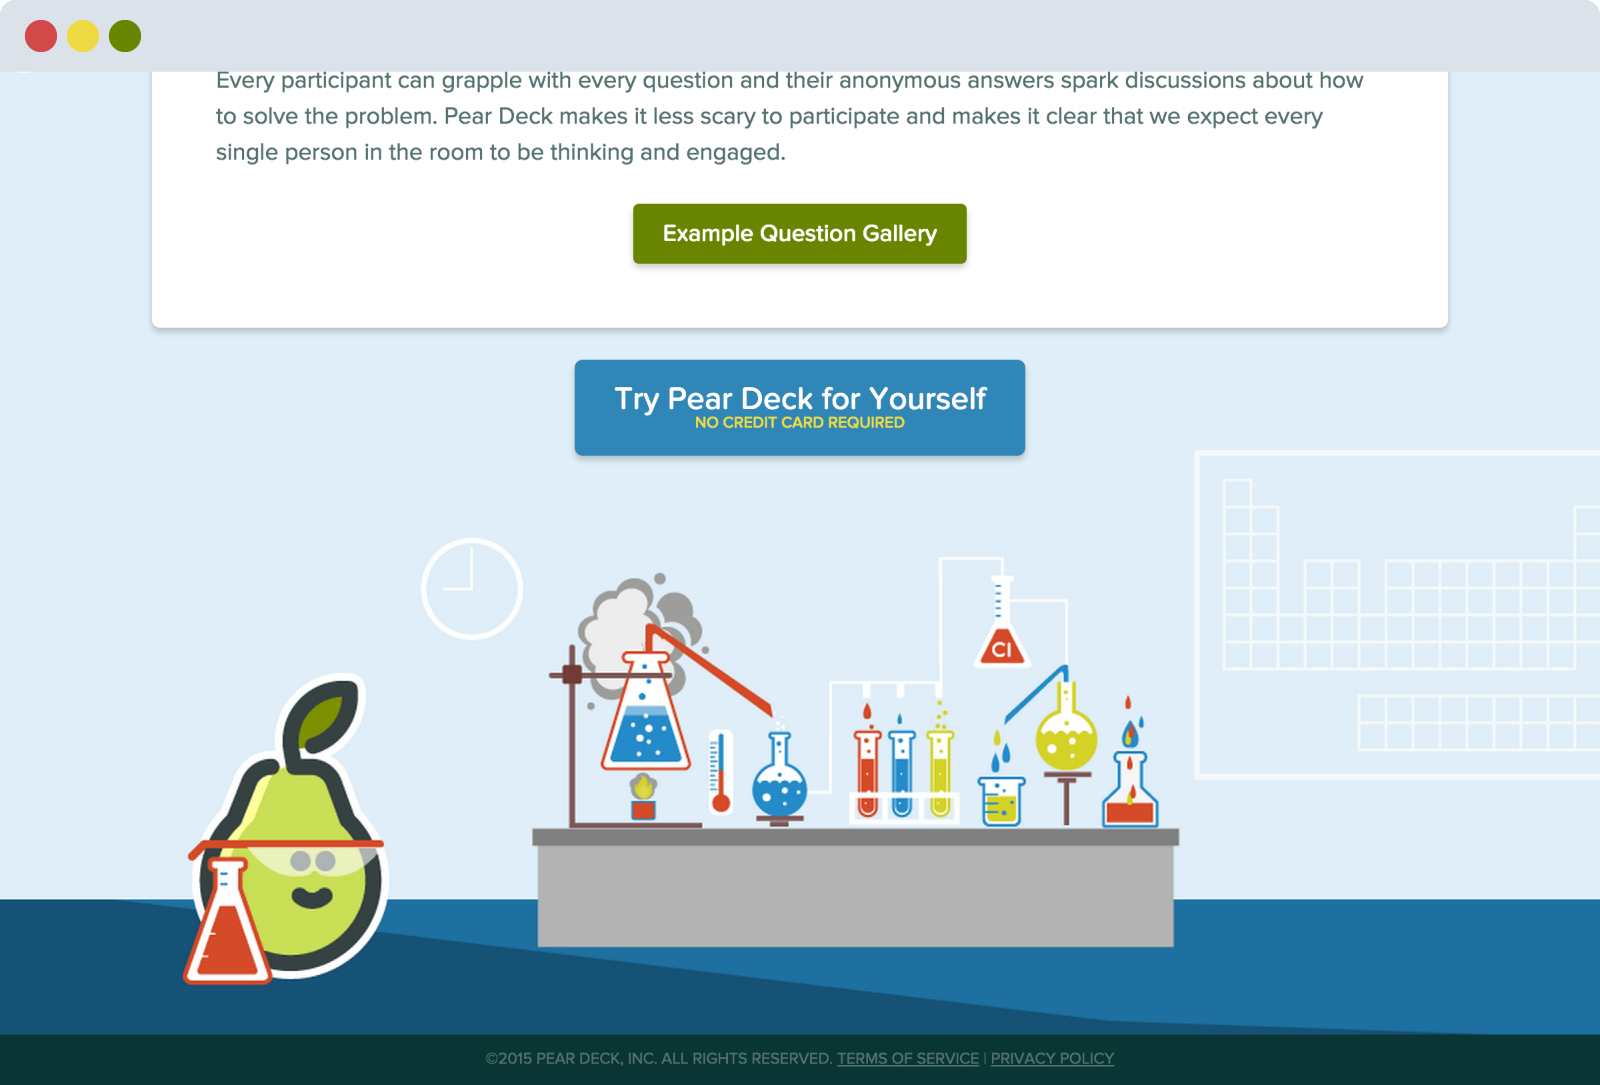 Every participant can grapple with every question and their anonymous answers spark discussions about how
to solve the problem. Pear Deck makes it less scary to participate and makes it clear that we expect every
single person in the room to be thinking and engaged.
Example Question Gallery
Try Pear Deck for Yourself
NO CREDIT CARD REQUIRED
Cl
©2015 PEAR DECK, INC. ALL RIGHTS RESERVED. TERMS OF SERVICE | PRIVACY POLICY